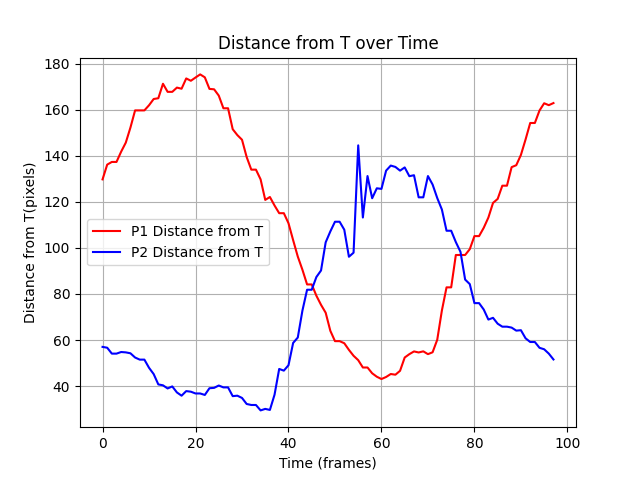 Distance from T over Time
180
160
140
120
100
80
60
40
Distance from T(pixels)
P1 Distance from T
P2 Distance from T
0
20
40
60
80
100
Time (frames)